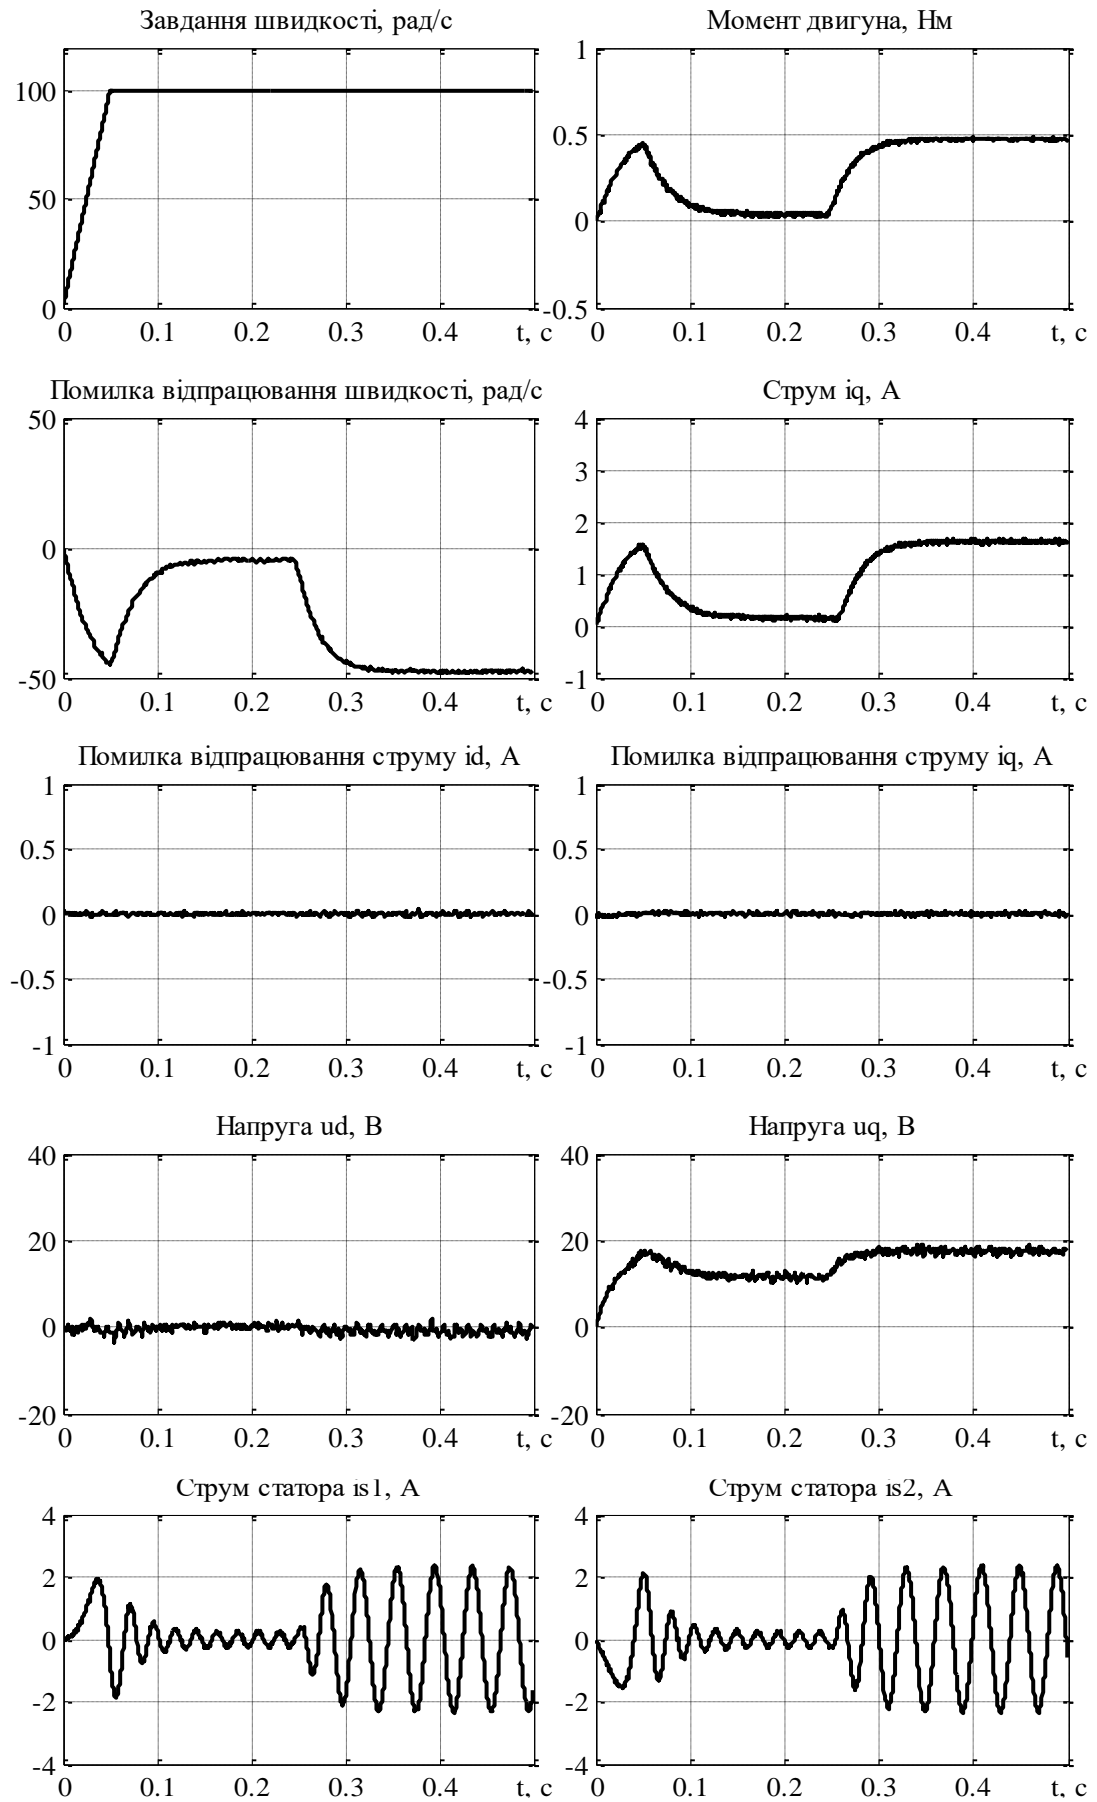 Завдання швидкості, рад/с
100
50
0
0 0.1 0.2 0.3 0.4 t, с
Момент двигуна, Нм
1
0.5
0
-0.5
0 0.1 0.2 0.3 0.4 t, с
Помилка відпрацювання швидкості, рад/с
50
0
-50
0 0.1 0.2 0.3 0.4 t, с
Струм iq, А
4
3
2
1
0
-1
0 0.1 0.2 0.3 0.4 t, с
Помилка відпрацювання струму id, А
1
0.5
0
-0.5
-1
0 0.1 0.2 0.3 0.4 t, с
Помилка відпрацювання струму iq, А
1
0.5
0
-0.5
-1
0 0.1 0.2 0.3 0.4 t, с
Напруга ud, В
40
20
0
-20
0 0.1 0.2 0.3 0.4 t, с
Напруга uq, В
40
20
0
-20
0 0.1 0.2 0.3 0.4 t, с
Струм статора is1, А
4
2
0
-2
-4
0 0.1 0.2 0.3 0.4 t, с
Струм статора is2, А
4
2
0
-2
-4
0 0.1 0.2 0.3 0.4 t, с